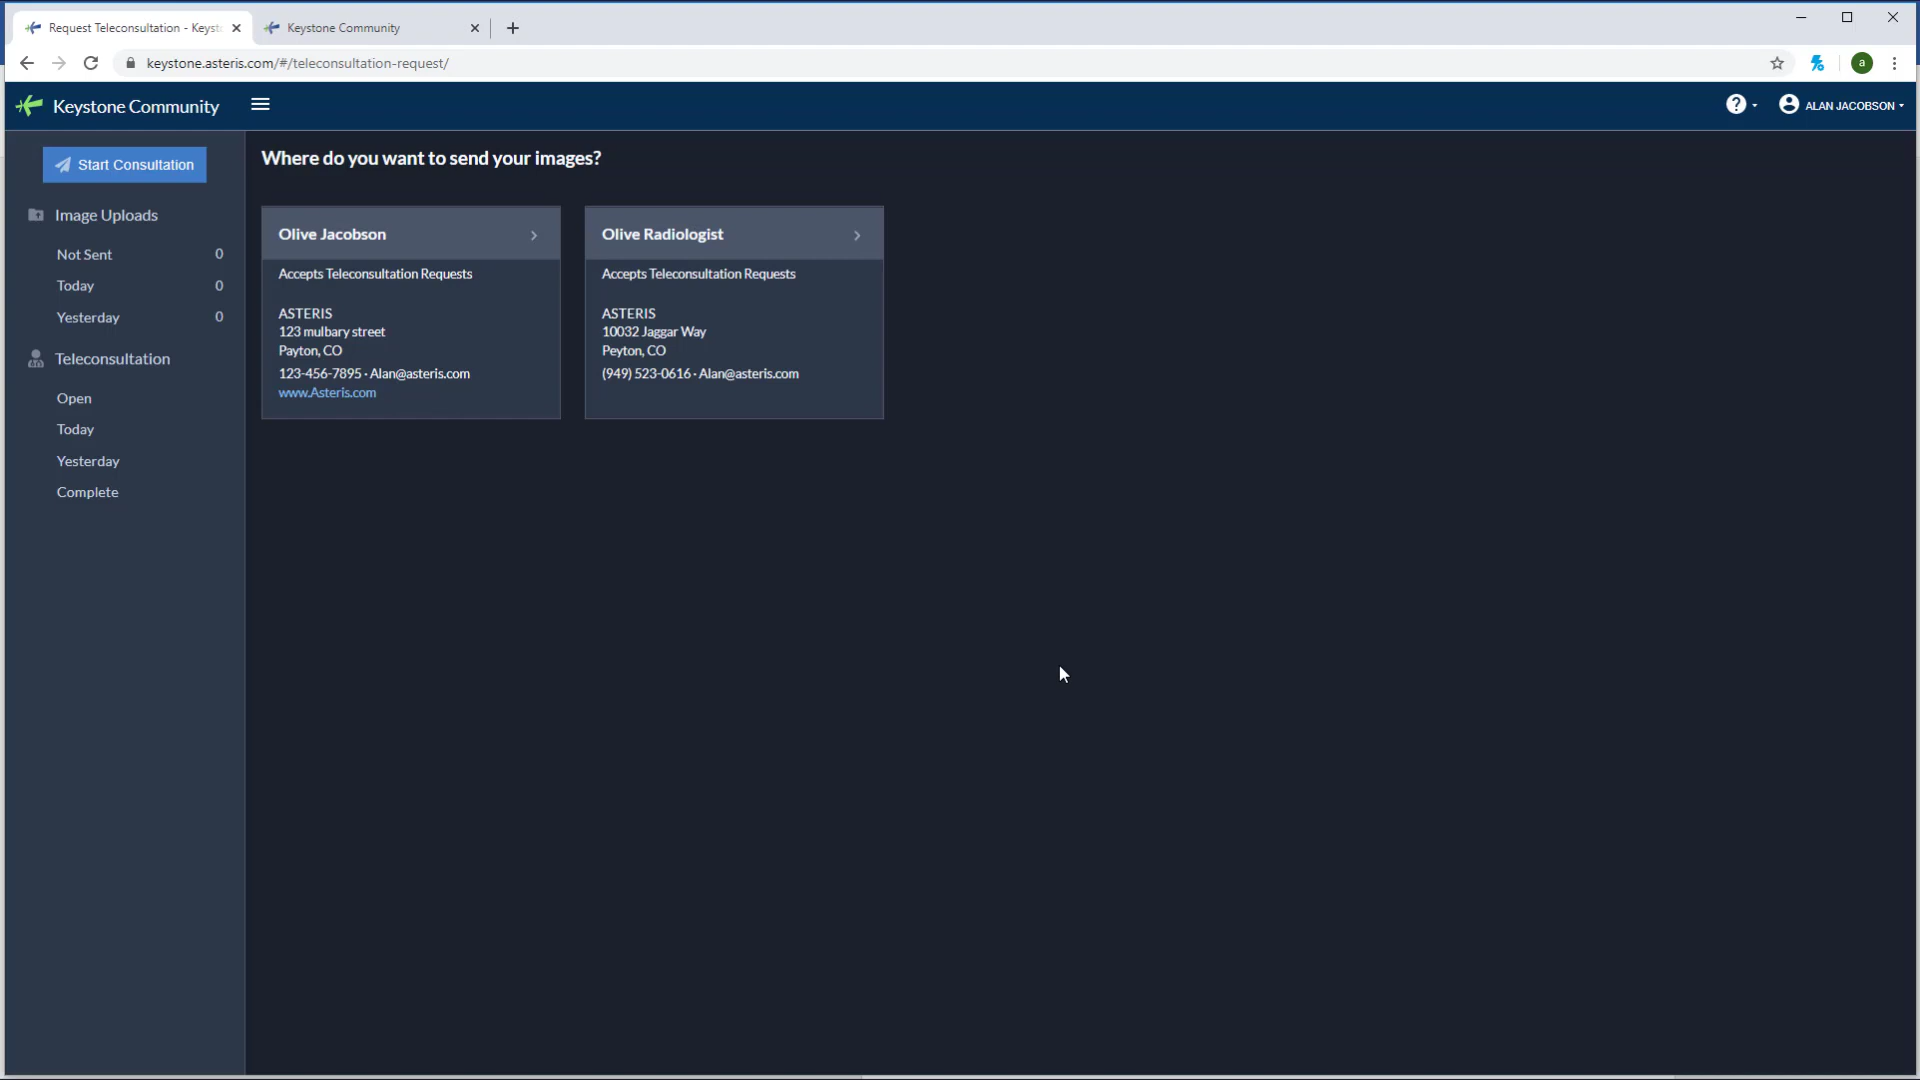 Request Teleconsultation - Keyst
Keystone Community
keystone.asteris.com/#/teleconsultation-request/
a
Keystone Community
?
ALAN JACOBSON
Start Consultation
Image Uploads
Not Sent 0
Today 0
Yesterday 0
Teleconsultation
Open
Today
Yesterday
Complete
Where do you want to send your images?
Olive Jacobson
Accepts Teleconsultation Requests
ASTERIS
123 mulbary street
Payton, CO
123-456-7895 · Alan@asteris.com
www.Asteris.com
Olive Radiologist
Accepts Teleconsultation Requests
ASTERIS
10032 Jaggar Way
Peyton, CO
(949) 523-0616 · Alan@asteris.com